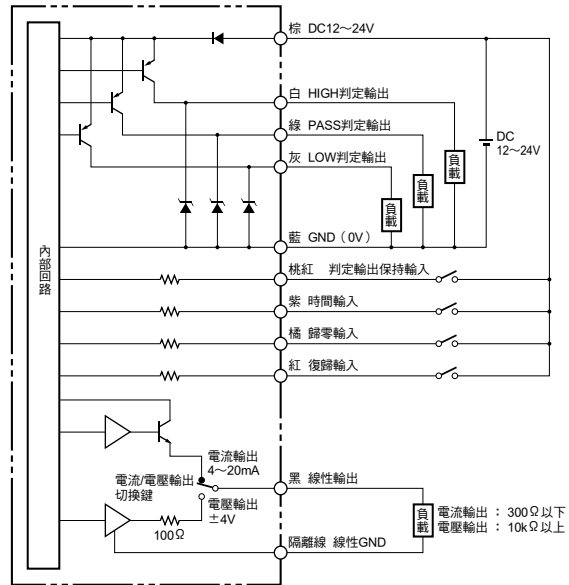 棕 DC12～24V
白 HIGH判定輸出
綠 PASS判定輸出
灰 LOW判定輸出
DC
12～24V
負載
負載
負載
藍 GND（0V）
內部回路
桃紅 判定輸出保持輸入
紫 時間輸入
橘 歸零輸入
紅 復歸輸入
電流輸出
4～20mA
電流/電壓輸出
切換鍵
電壓輸出
±4V
100Ω
黑 線性輸出
負載
電流輸出 ： 300Ω以下
電壓輸出 ： 10kΩ以上
隔離線 線性GND